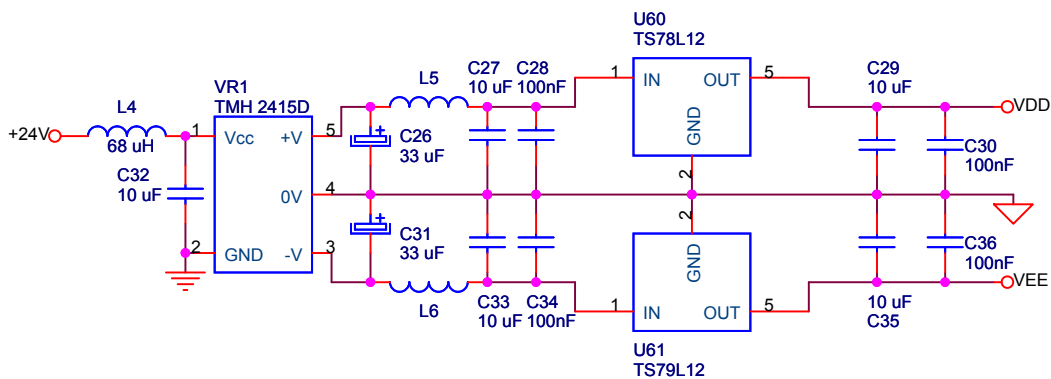 U60
TS78L12
1
IN
OUT
5
GND
2
C27
10 uF
C28
100nF
C29
10 uF
VDD
C30
100nF
L5
VR1
TMH 2415D
L4
+24V
68 uH
1
Vcc
+V
5
C26
33 uF
C32
10 uF
0V
4
2
GND
-V
3
C31
33 uF
L6
C33
10 uF
C34
100nF
2
GND
1
IN
OUT
5
U61
TS79L12
C36
100nF
VEE
10 uF
C35